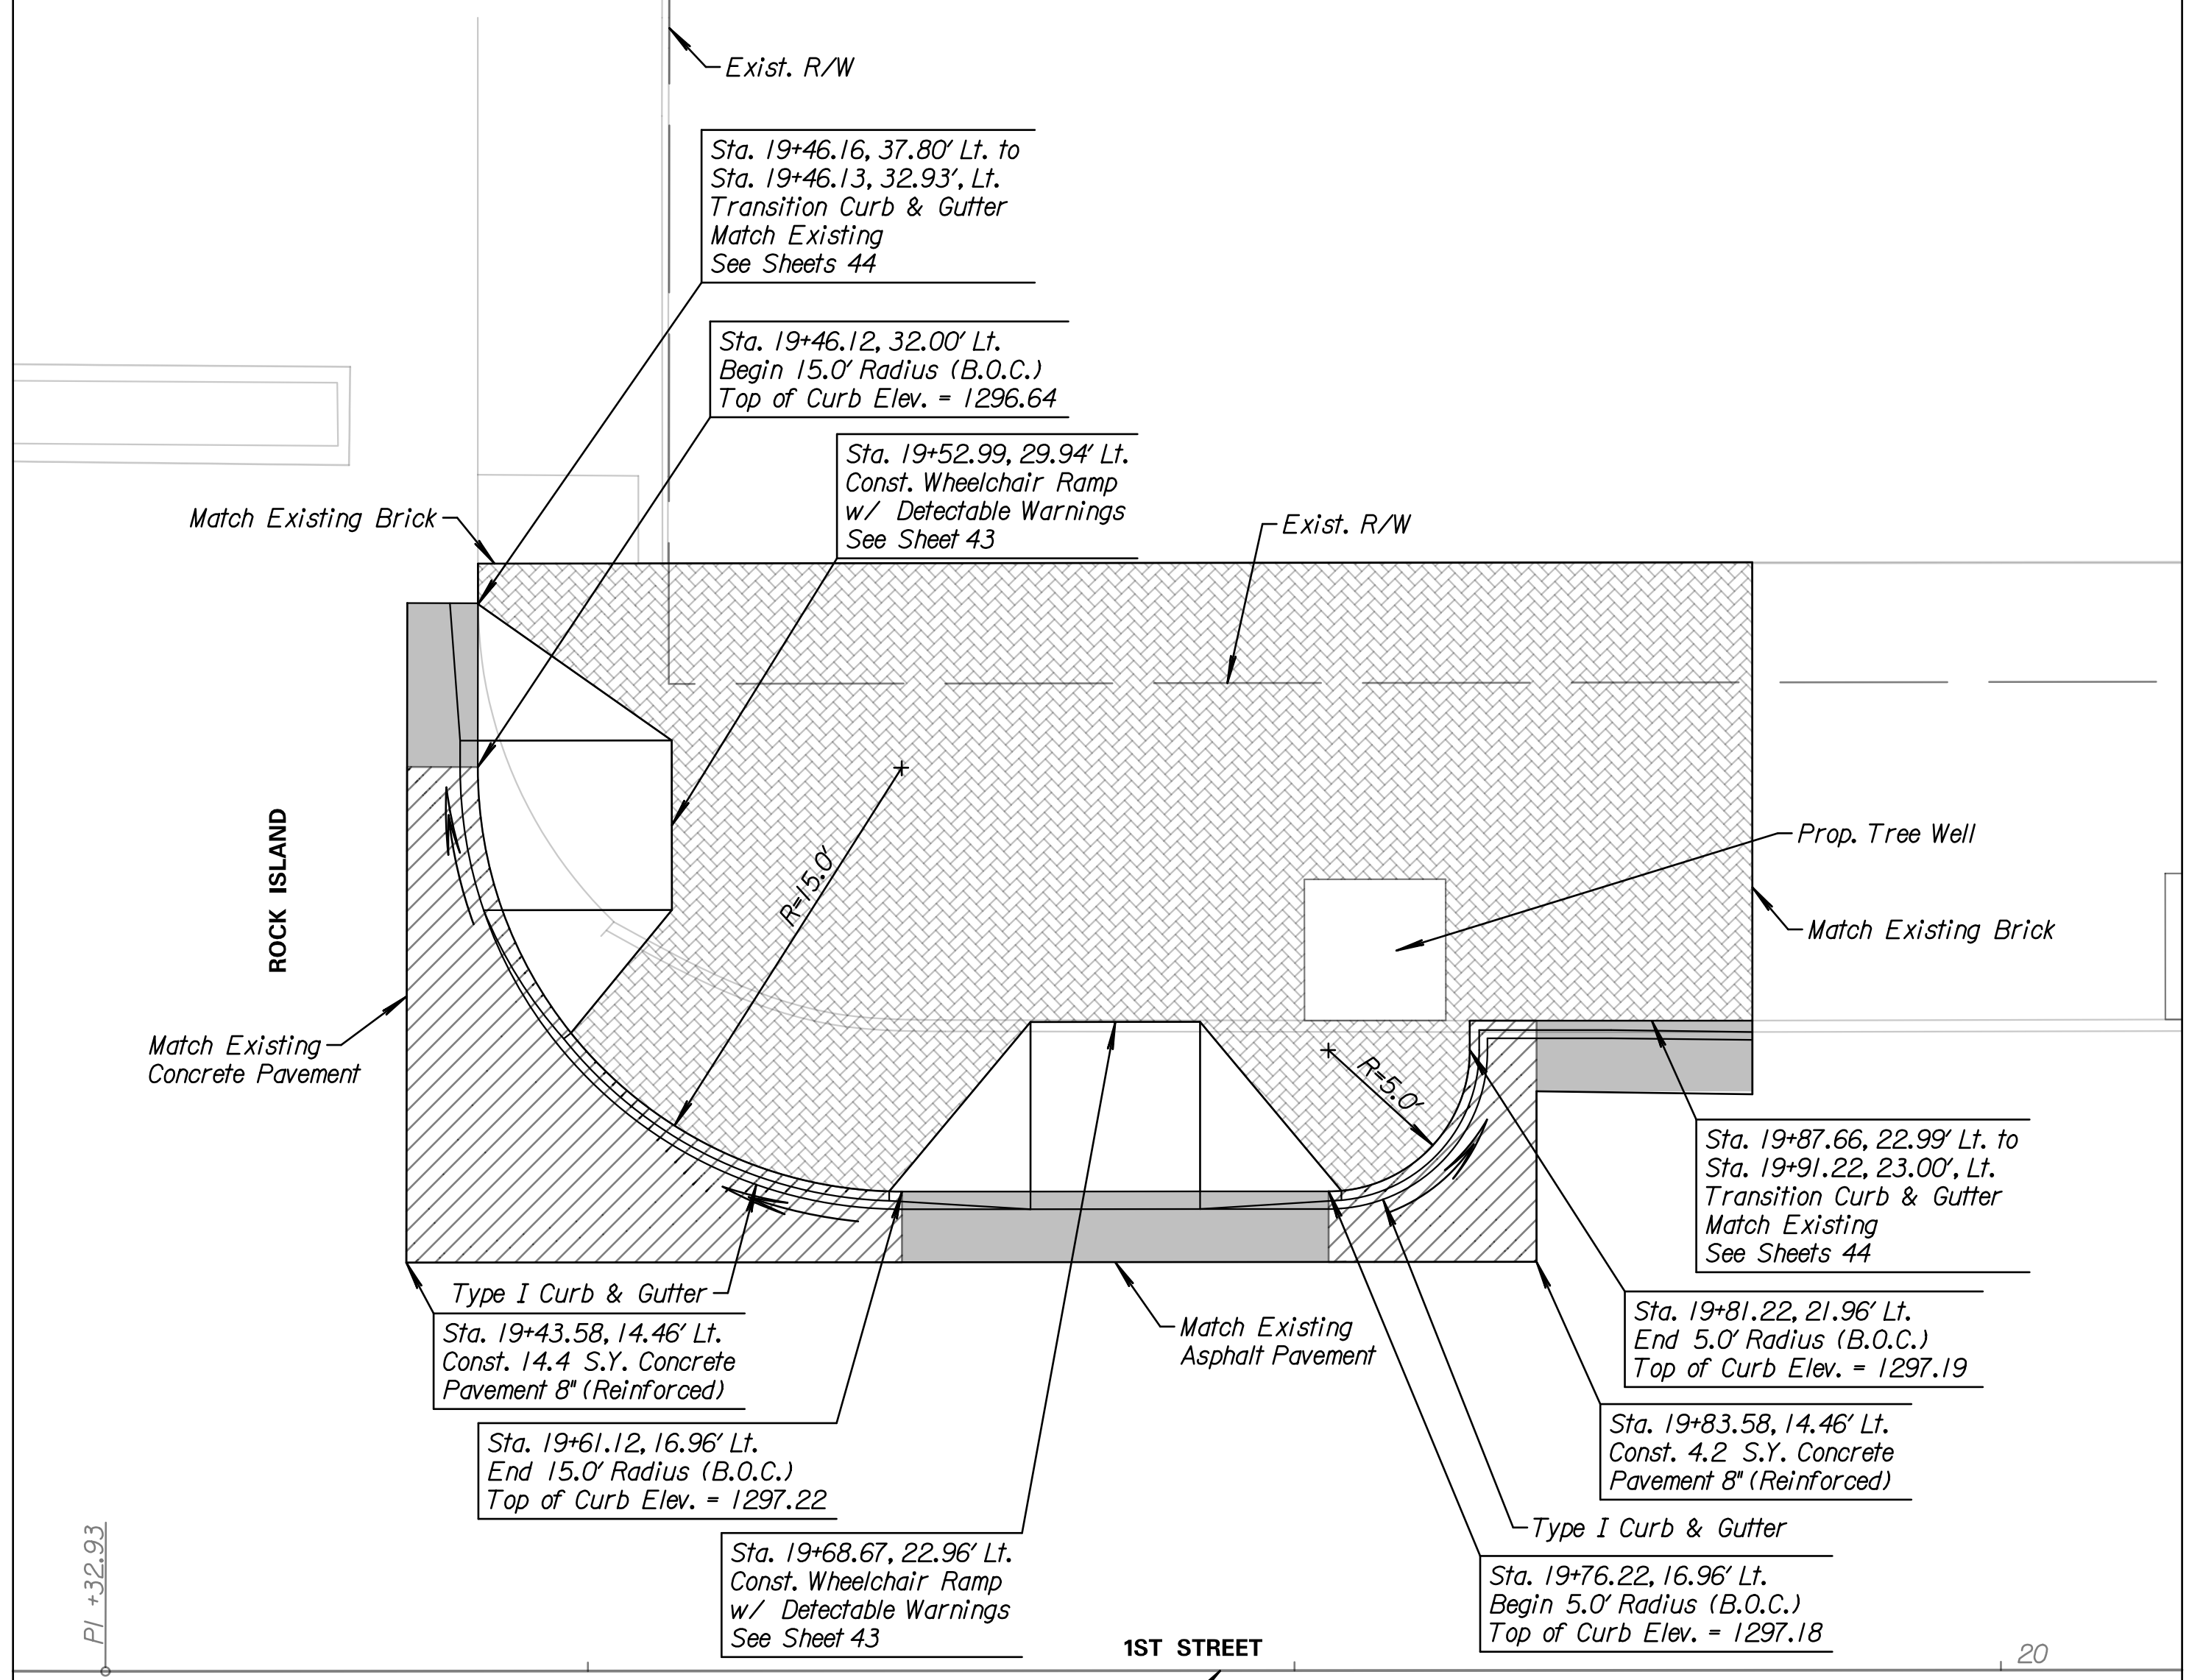 Exist. R/W
Sta. 19+46.16, 37.80' Lt. to
Sta. 19+46.13, 32.93', Lt.
Transition Curb & Gutter
Match Existing
See Sheets 44
Sta. 19+46.12, 32.00' Lt.
Begin 15.0' Radius (B.O.C.)
Top of Curb Elev. = 1296.64
Sta. 19+52.99, 29.94' Lt.
Const. Wheelchair Ramp
w/ Detectable Warnings
See Sheet 43
Match Existing Brick
Exist. R/W
ROCK ISLAND
R=15.0'
Prop. Tree Well
Match Existing Brick
Match Existing
Concrete Pavement
R=5.0'
Sta. 19+87.66, 22.99' Lt. to
Sta. 19+91.22, 23.00', Lt.
Transition Curb & Gutter
Match Existing
See Sheets 44
Type I Curb & Gutter
Sta. 19+43.58, 14.46' Lt.
Const. 14.4 S.Y. Concrete
Pavement 8" (Reinforced)
Match Existing
Asphalt Pavement
Sta. 19+81.22, 21.96' Lt.
End 5.0' Radius (B.O.C.)
Top of Curb Elev. = 1297.19
Sta. 19+61.12, 16.96' Lt.
End 15.0' Radius (B.O.C.)
Top of Curb Elev. = 1297.22
Sta. 19+83.58, 14.46' Lt.
Const. 4.2 S.Y. Concrete
Pavement 8" (Reinforced)
Type I Curb & Gutter
Sta. 19+68.67, 22.96' Lt.
Const. Wheelchair Ramp
w/ Detectable Warnings
See Sheet 43
Sta. 19+76.22, 16.96' Lt.
Begin 5.0' Radius (B.O.C.)
Top of Curb Elev. = 1297.18
PI +32.93
1ST STREET
20